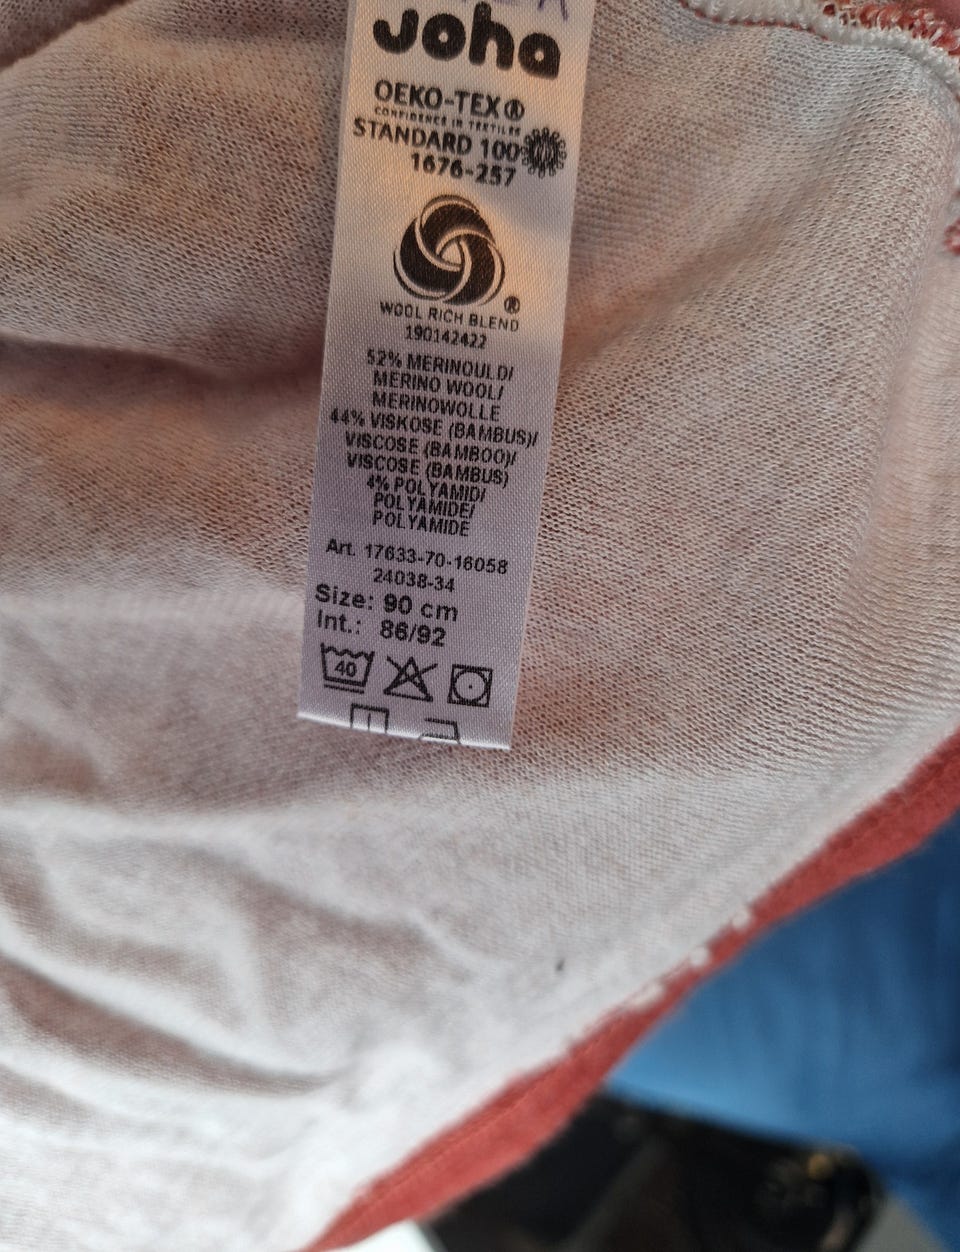 Joha
OEKO-TEX®
CONFIDENCE IN TEXTILES
STANDARD 100
1676-257
®
WOOL RICH BLEND
190142422
52% MERINOULD/
MERINO WOOL/
MERINOWOLLE
44% VISKOSE (BAMBUS)/
VISCOSE (BAMBOO)/
VISCOSE (BAMBUS)
4% POLYAMID/
POLYAMIDE/
POLYAMIDE
Art. 17633-70-16058
24038-34
Size: 90 cm
Int.: 86/92
40